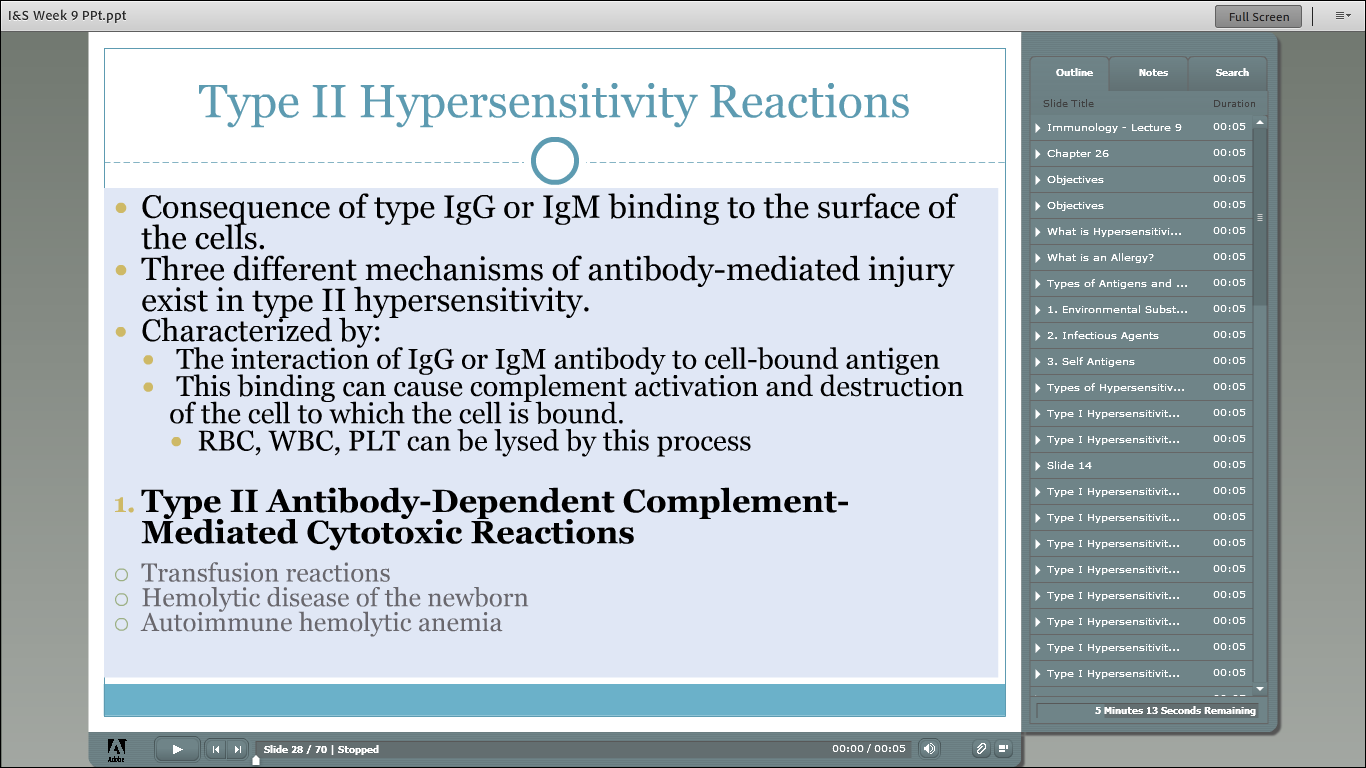 I&S Week 9 PPt.ppt
Full Screen
Type II Hypersensitivity Reactions
Consequence of type IgG or IgM binding to the surface of
the cells.
Three different mechanisms of antibody-mediated injury
exist in type II hypersensitivity.
Characterized by:
The interaction of IgG or IgM antibody to cell-bound antigen
This binding can cause complement activation and destruction
of the cell to which the cell is bound.
RBC, WBC, PLT can be lysed by this process
1. Type II Antibody-Dependent Complement-
Mediated Cytotoxic Reactions
Transfusion reactions
Hemolytic disease of the newborn
Autoimmune hemolytic anemia
Outline Notes Search
Slide Title Duration
Immunology - Lecture 9 00:05
Chapter 26 00:05
Objectives 00:05
Objectives 00:05
What is Hypersensitivi... 00:05
What is an Allergy? 00:05
Types of Antigens and ... 00:05
1. Environmental Subst... 00:05
2. Infectious Agents 00:05
3. Self Antigens 00:05
Types of Hypersensitiv... 00:05
Type I Hypersensitivit... 00:05
Type I Hypersensitivit... 00:05
Slide 14 00:05
Type I Hypersensitivit... 00:05
Type I Hypersensitivit... 00:05
Type I Hypersensitivit... 00:05
Type I Hypersensitivit... 00:05
Type I Hypersensitivit... 00:05
Type I Hypersensitivit... 00:05
Type I Hypersensitivit... 00:05
Type I Hypersensitivit... 00:05
5 Minutes 13 Seconds Remaining
Adobe
Slide 28 / 70 | Stopped 00:00 / 00:05